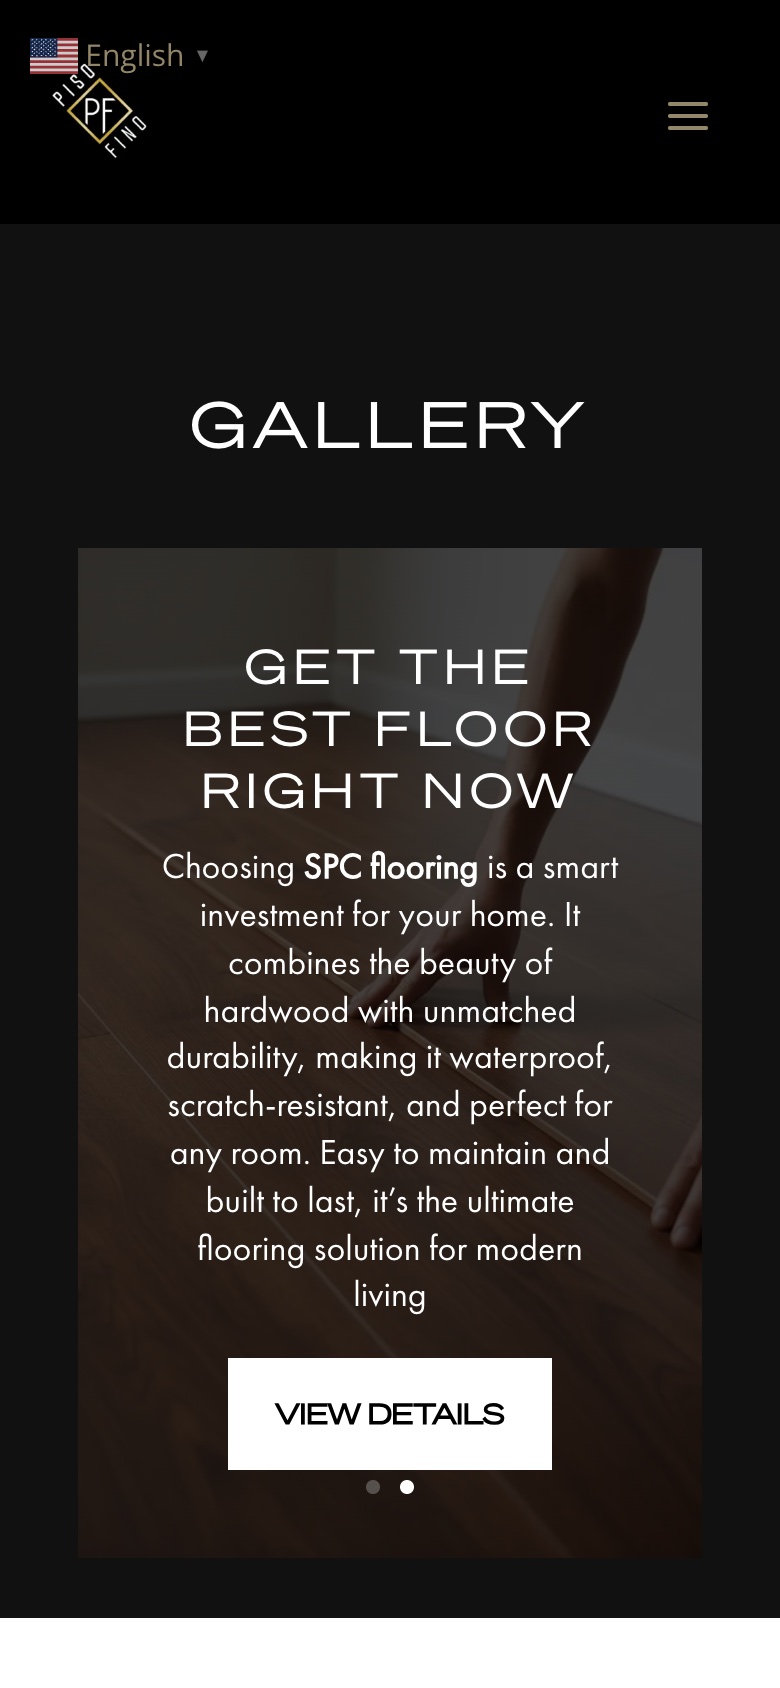 English ▼
PISO
PF
FINO
GALLERY
GET THE
BEST FLOOR
RIGHT NOW
Choosing SPC flooring is a smart
investment for your home. It
combines the beauty of
hardwood with unmatched
durability, making it waterproof,
scratch-resistant, and perfect for
any room. Easy to maintain and
built to last, it’s the ultimate
flooring solution for modern
living
VIEW DETAILS